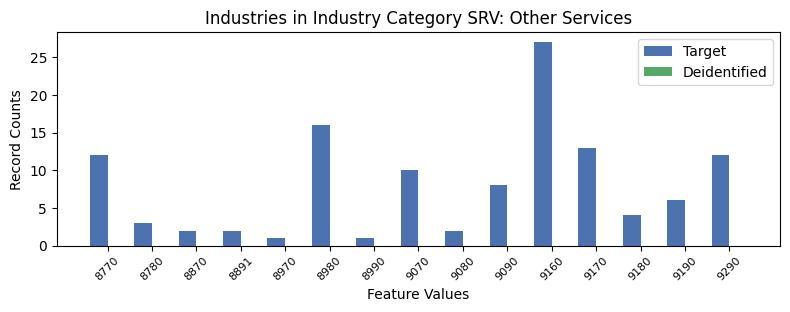 Industries in Industry Category SRV: Other Services
Target
Deidentified
Record Counts
25
20
15
10
5
0
8770 8780 8870 8891 8970 8980 8990 9070 9080 9090 9160 9170 9180 9190 9290
Feature Values